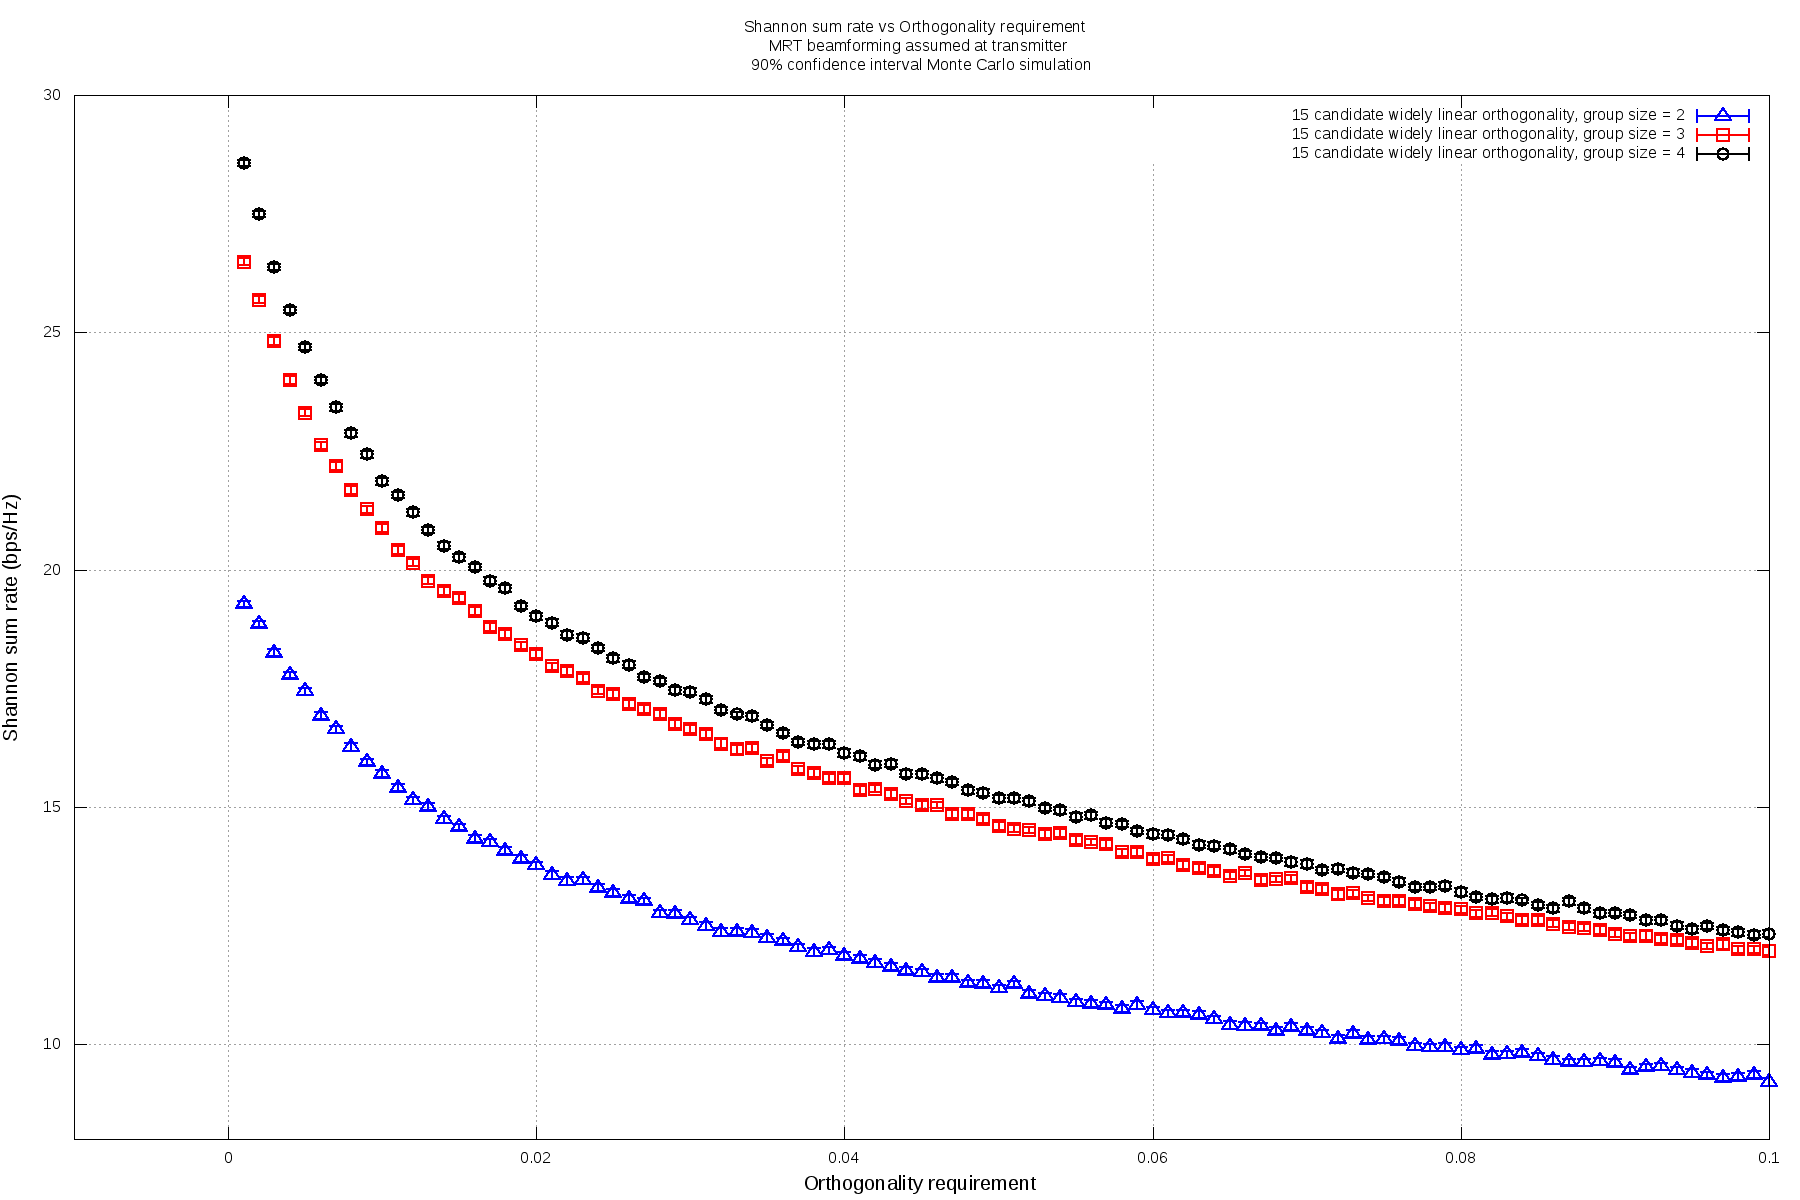 Shannon sum rate vs Orthogonality requirement
MRT beamforming assumed at transmitter
90% confidence interval Monte Carlo simulation
15 candidate widely linear orthogonality, group size = 2
15 candidate widely linear orthogonality, group size = 3
15 candidate widely linear orthogonality, group size = 4
Shannon sum rate (bps/Hz)
30
25
20
15
10
0 0.02 0.04 0.06 0.08 0.1
Orthogonality requirement